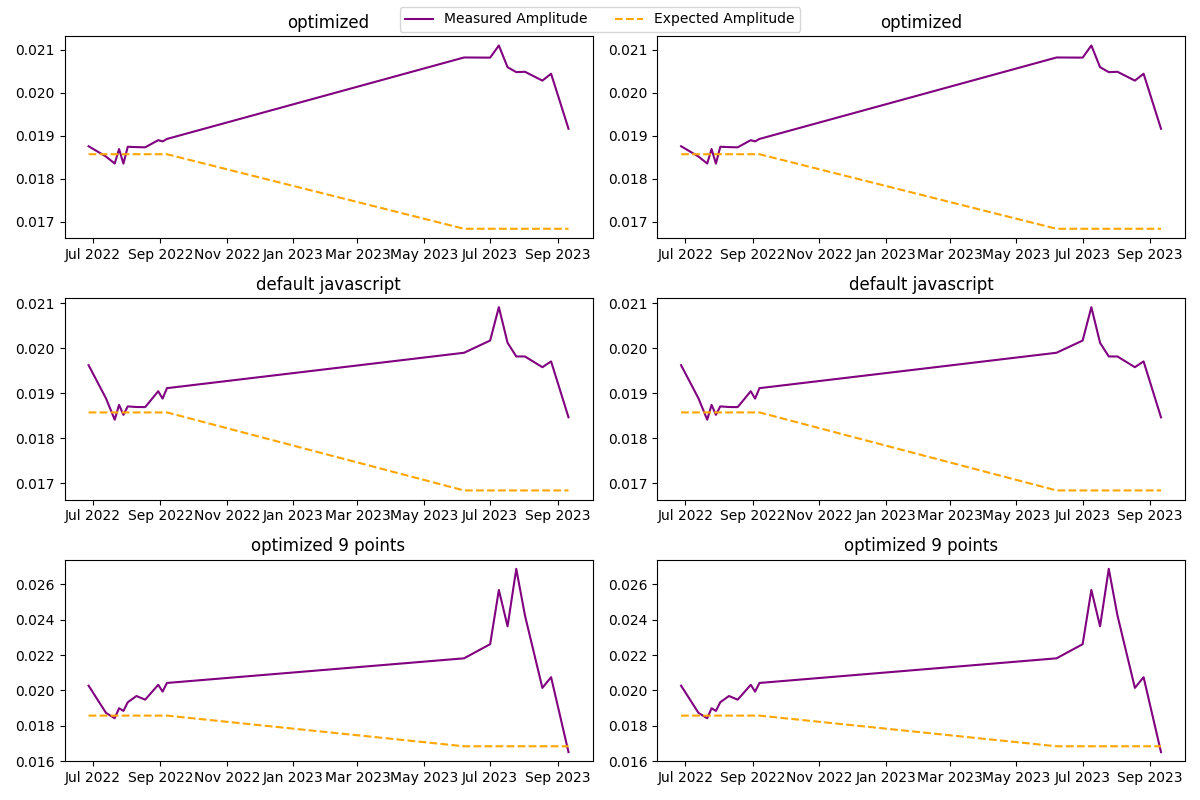 Measured Amplitude Expected Amplitude
optimized optimized
0.021 0.021
0.020 0.020
0.019 0.019
0.018 0.018
0.017 0.017
Jul 2022 Sep 2022 Nov 2022 Jan 2023 Mar 2023 May 2023 Jul 2023 Sep 2023 Jul 2022 Sep 2022 Nov 2022 Jan 2023 Mar 2023 May 2023 Jul 2023 Sep 2023
default javascript default javascript
0.021 0.021
0.020 0.020
0.019 0.019
0.018 0.018
0.017 0.017
Jul 2022 Sep 2022 Nov 2022 Jan 2023 Mar 2023 May 2023 Jul 2023 Sep 2023 Jul 2022 Sep 2022 Nov 2022 Jan 2023 Mar 2023 May 2023 Jul 2023 Sep 2023
optimized 9 points optimized 9 points
0.026 0.026
0.024 0.024
0.022 0.022
0.020 0.020
0.018 0.018
0.016 0.016
Jul 2022 Sep 2022 Nov 2022 Jan 2023 Mar 2023 May 2023 Jul 2023 Sep 2023 Jul 2022 Sep 2022 Nov 2022 Jan 2023 Mar 2023 May 2023 Jul 2023 Sep 2023